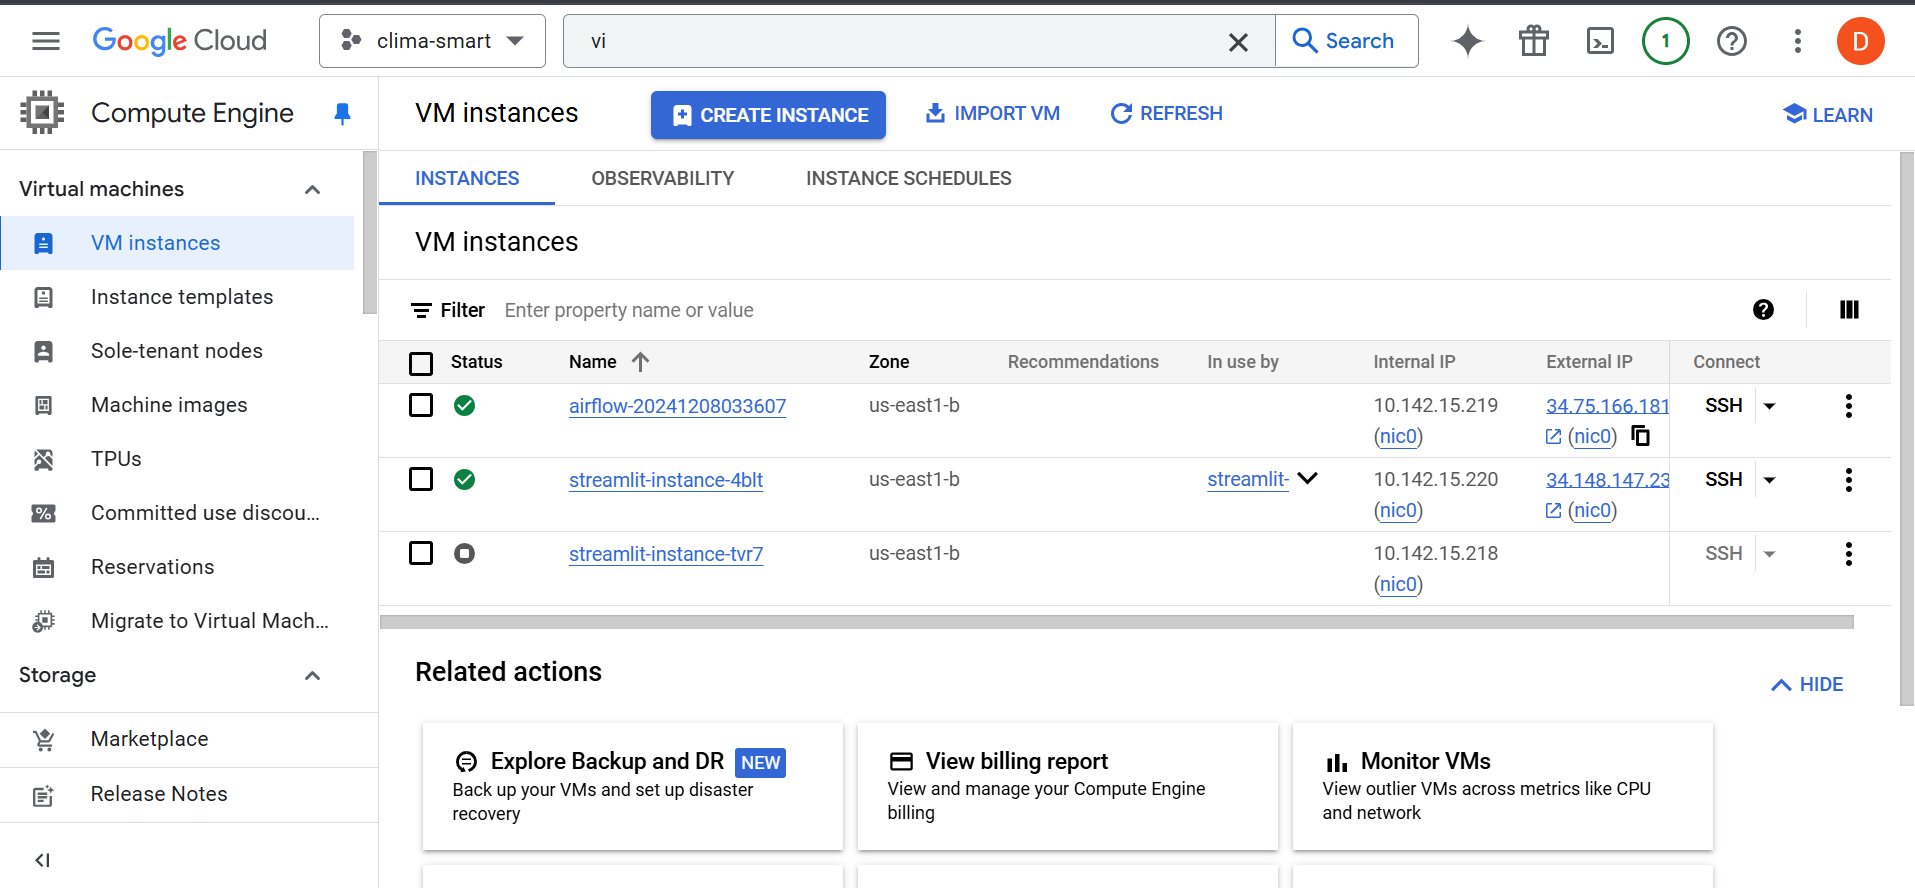 Google Cloud
clima-smart
vi
Search
1
D
Compute Engine
VM instances
CREATE INSTANCE
IMPORT VM
REFRESH
LEARN
Virtual machines
VM instances
Instance templates
Sole-tenant nodes
Machine images
TPUs
Committed use discou...
Reservations
Migrate to Virtual Mach...
Storage
Marketplace
Release Notes
INSTANCES
OBSERVABILITY
INSTANCE SCHEDULES
VM instances
Filter Enter property name or value
Status Name Zone Recommendations In use by Internal IP External IP Connect
airflow-20241208033607 us-east1-b 10.142.15.219 34.75.166.181 SSH
(nic0) (nic0)
streamlit-instance-4blt us-east1-b streamlit- 10.142.15.220 34.148.147.23 SSH
(nic0) (nic0)
streamlit-instance-tvr7 us-east1-b 10.142.15.218 SSH
(nic0)
Related actions
HIDE
Explore Backup and DR NEW
Back up your VMs and set up disaster
recovery
View billing report
View and manage your Compute Engine
billing
Monitor VMs
View outlier VMs across metrics like CPU
and network